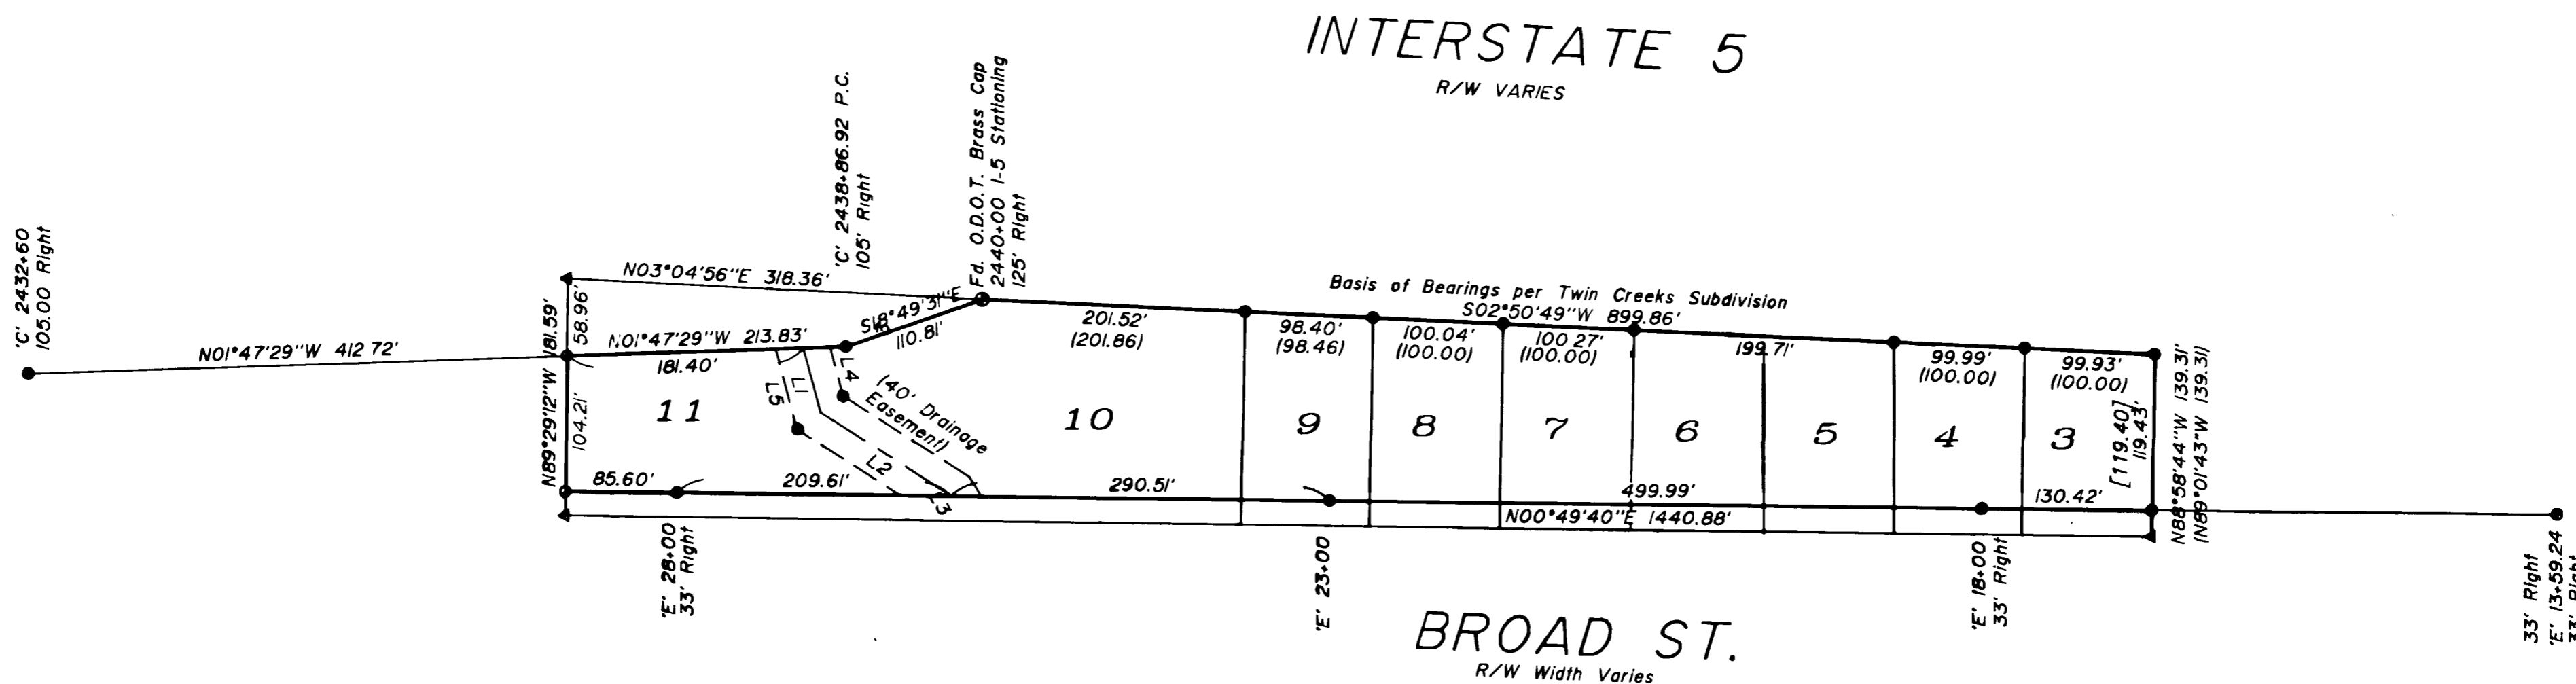 INTERSTATE 5
R/W VARIES
'C' 2432+60
105.00 Right
N01°47'29"W 412 72'
N03°04'56"E 318.36'
'C' 2438+86.92 P.C.
105' Right
Fd. O.D.O.T. Brass Cap
2440+00 I-5 Stationing
125' Right
N89°29'12"W 181.59'
58.96'
104.21'
N01°47'29"W 213.83'
181.40'
S18°49'31"E
110.81'
Basis of Bearings per Twin Creeks Subdivision
S02°50'49"W 899.86'
201.52'
(201.86)
98.40'
(98.46)
100.04'
(100.00)
100 27'
(100.00)
199.71'
99.99'
(100.00)
99.93'
(100.00)
L1
L4
L5
L2
(40' Drainage
Easement)
11
10
9
8
7
6
5
4
3
[119.40]
119.43'
N88°58'44"W 139.31'
(N89°01'43"W 139.31)
85.60'
209.61'
290.51'
499.99'
130.42'
3
N00°49'40"E 1440.88'
'E' 28+00
33' Right
'E' 23+00
'E' 18+00
33' Right
33' Right
'E' 13+59.24
33' Right
BROAD ST.
R/W Width Varies